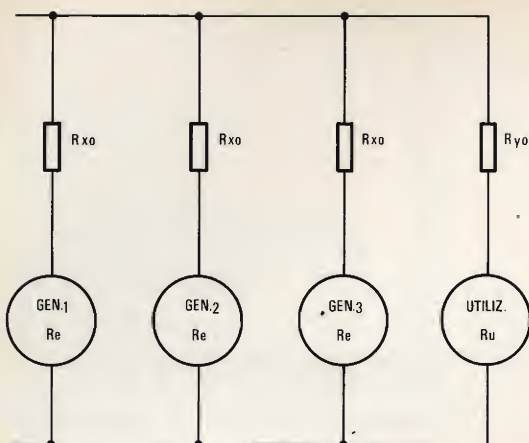 Rxo
Rxo
Rxo
Ryo
GEN.1
Re
GEN.2
Re
GEN.3
Re
UTILIZ.
Ru